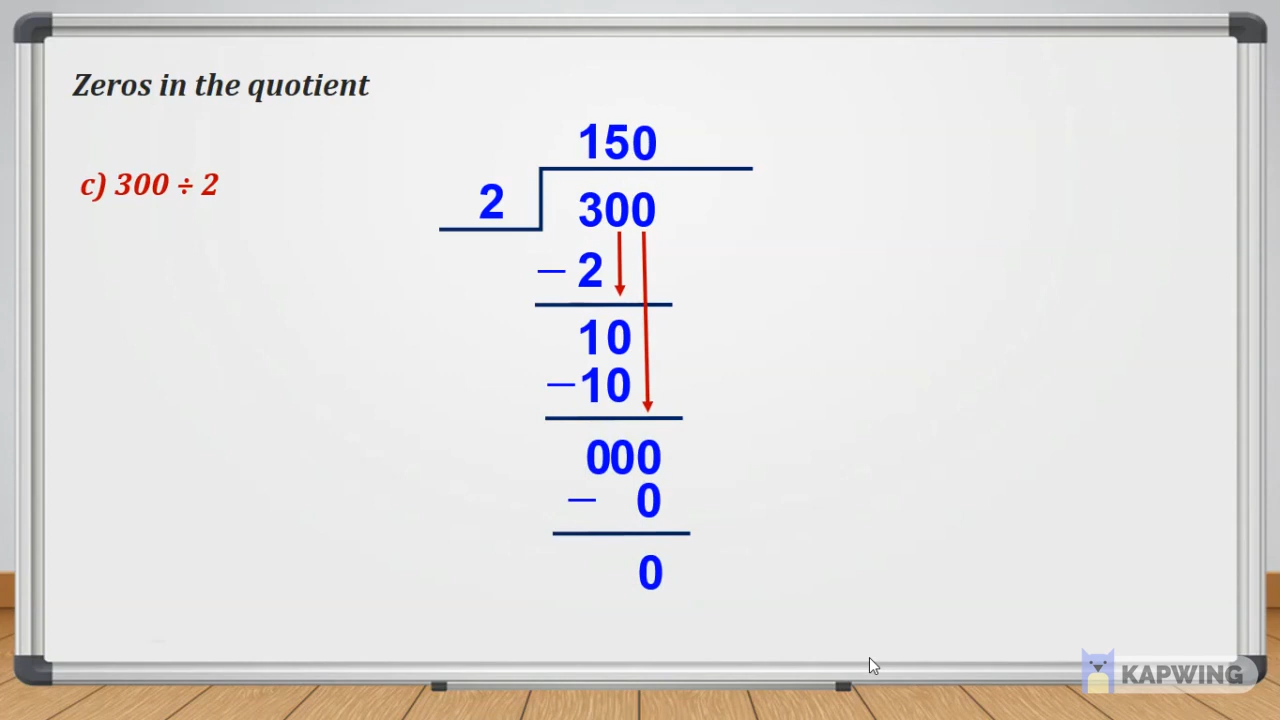 Zeros in the quotient
c) 300 ÷ 2
150
2 300
− 2
10
− 10
000
− 0
0
KAPWING